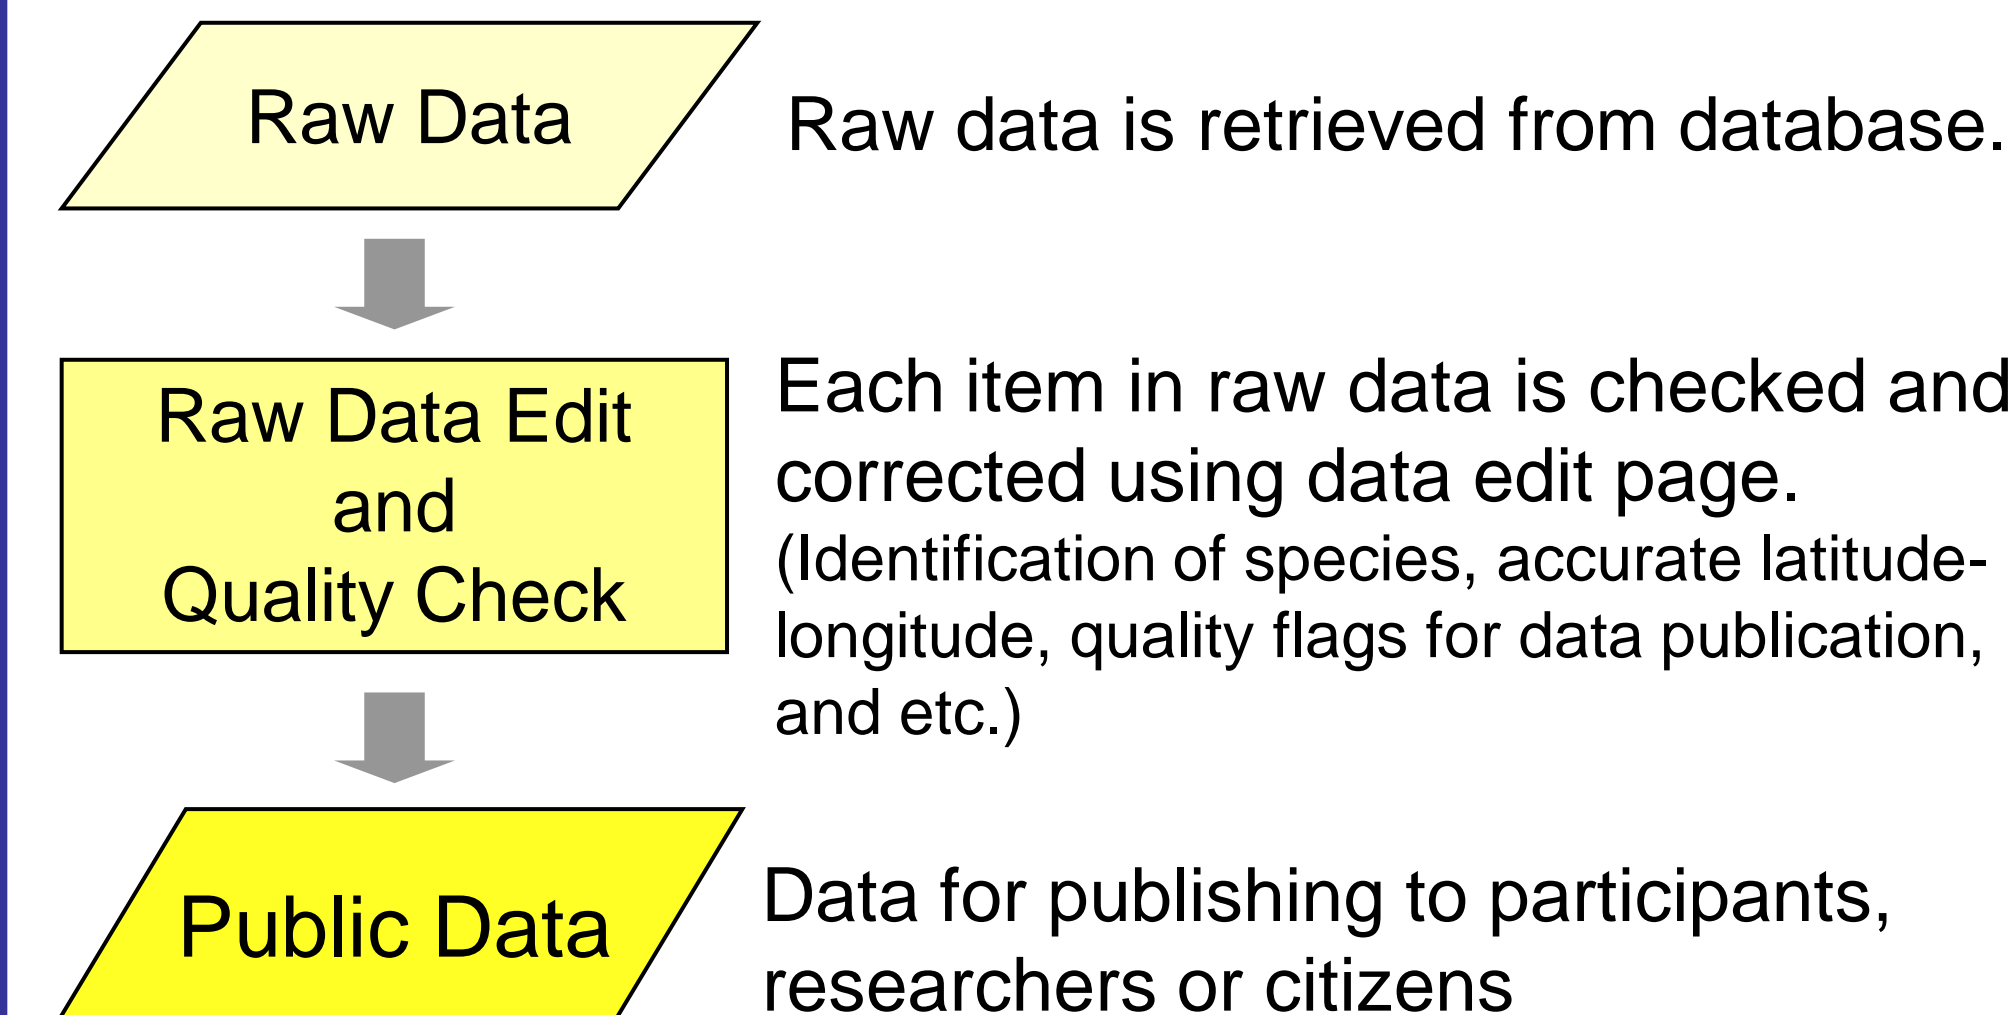 Raw Data
Raw data is retrieved from database.
Raw Data Edit
and
Quality Check
Each item in raw data is checked and
corrected using data edit page.
(Identification of species, accurate latitude-
longitude, quality flags for data publication,
and etc.)
Public Data
Data for publishing to participants,
researchers or citizens